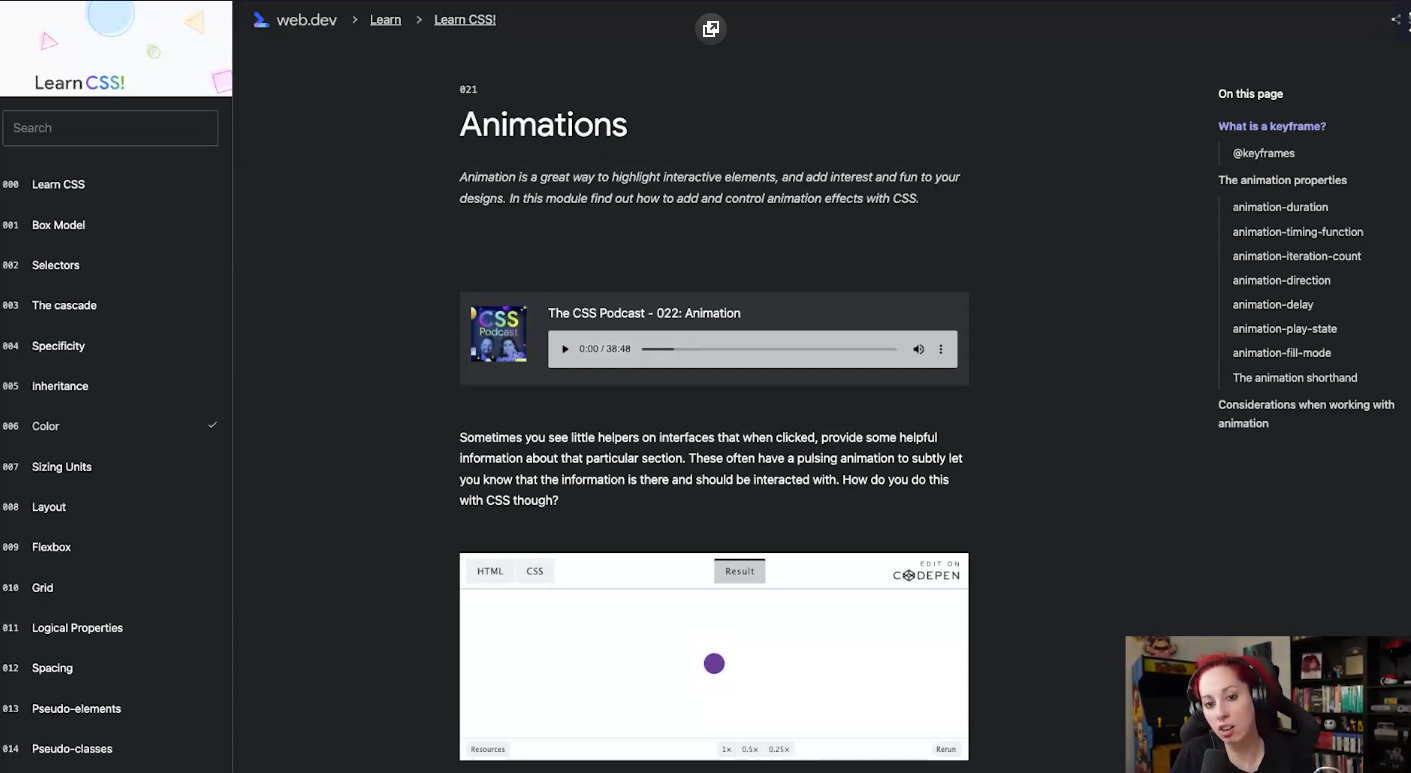 Learn CSS!
Search
000 Learn CSS
001 Box Model
002 Selectors
003 The cascade
004 Specificity
005 Inheritance
006 Color
007 Sizing Units
008 Layout
009 Flexbox
010 Grid
011 Logical Properties
012 Spacing
013 Pseudo-elements
014 Pseudo-classes
web.dev > Learn > Learn CSS!
021
Animations
Animation is a great way to highlight interactive elements, and add interest and fun to your
designs. In this module find out how to add and control animation effects with CSS.
CSS
Podcast
The CSS Podcast - 022: Animation
0:00 / 38:48
Sometimes you see little helpers on interfaces that when clicked, provide some helpful
information about that particular section. These often have a pulsing animation to subtly let
you know that the information is there and should be interacted with. How do you do this
with CSS though?
HTML CSS
Result
EDIT ON
CODEPEN
Resources
1× 0.5× 0.25×
Rerun
On this page
What is a keyframe?
@keyframes
The animation properties
animation-duration
animation-timing-function
animation-iteration-count
animation-direction
animation-delay
animation-play-state
animation-fill-mode
The animation shorthand
Considerations when working with
animation